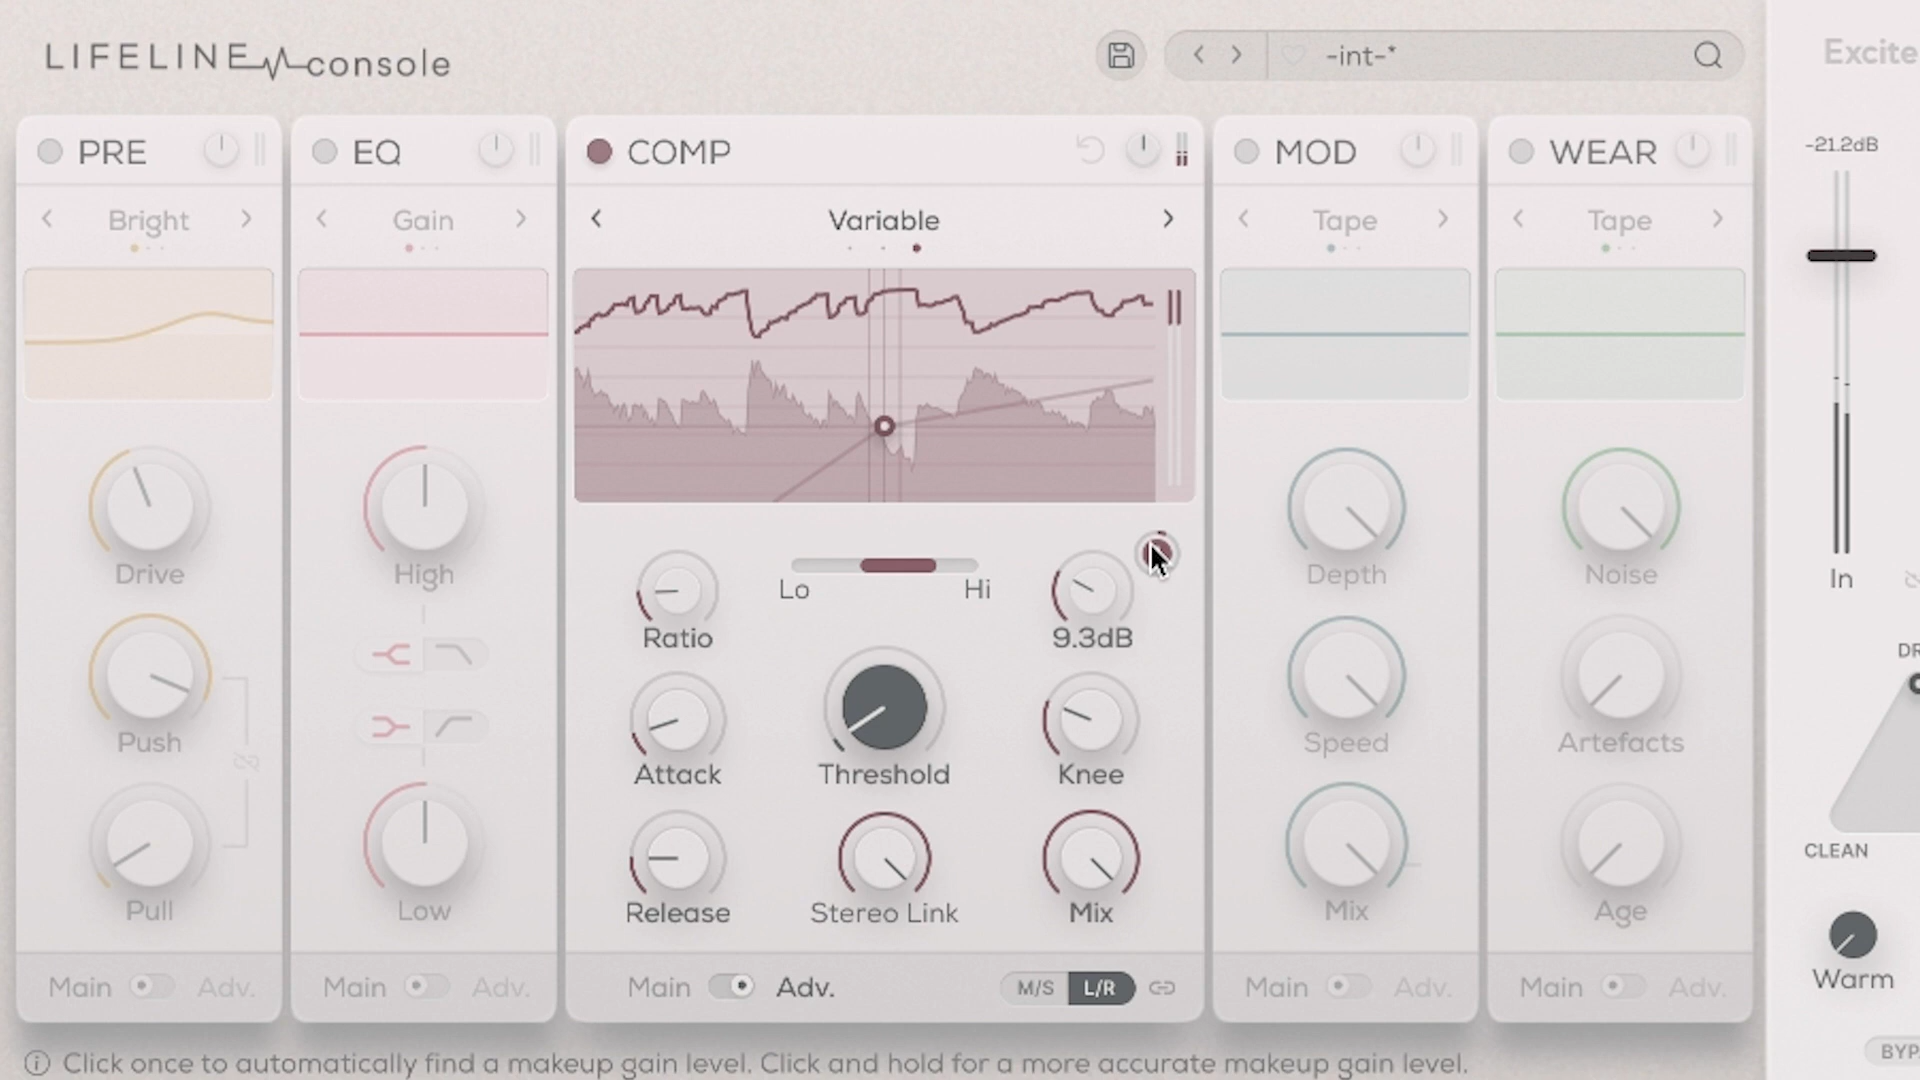 LIFELINE console
-int-*
Excite
PRE
EQ
COMP
MOD
WEAR
-21.2dB
Bright
Gain
Variable
Tape
Tape
Lo
Hi
Drive
High
Ratio
9.3dB
Depth
Noise
In
DR
Push
Attack
Threshold
Knee
Speed
Artefacts
CLEAN
Pull
Low
Release
Stereo Link
Mix
Mix
Age
Warm
Main
Adv.
Main
Adv.
Main
Adv.
M/S
L/R
Main
Adv.
Main
Adv.
Click once to automatically find a makeup gain level. Click and hold for a more accurate makeup gain level.
BYP